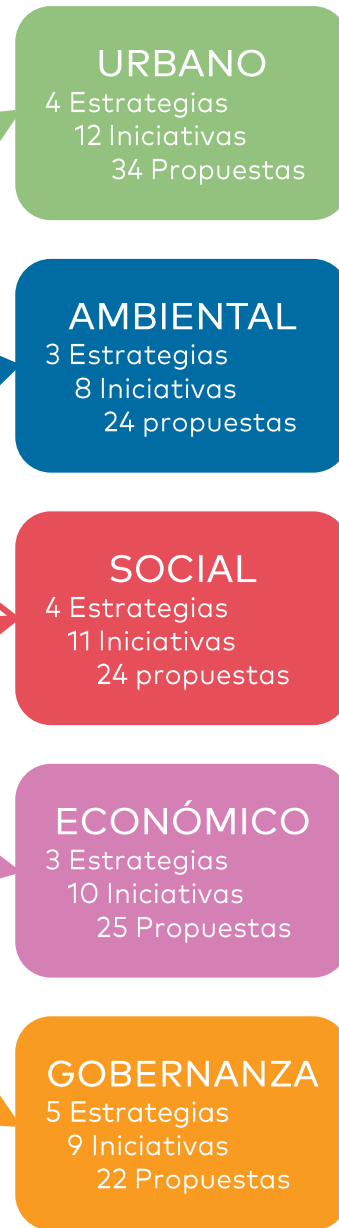 URBANO
4 Estrategias
12 Iniciativas
34 Propuestas
AMBIENTAL
3 Estrategias
8 Iniciativas
24 propuestas
SOCIAL
4 Estrategias
11 Iniciativas
24 propuestas
ECONÓMICO
3 Estrategias
10 Iniciativas
25 Propuestas
GOBERNANZA
5 Estrategias
9 Iniciativas
22 Propuestas